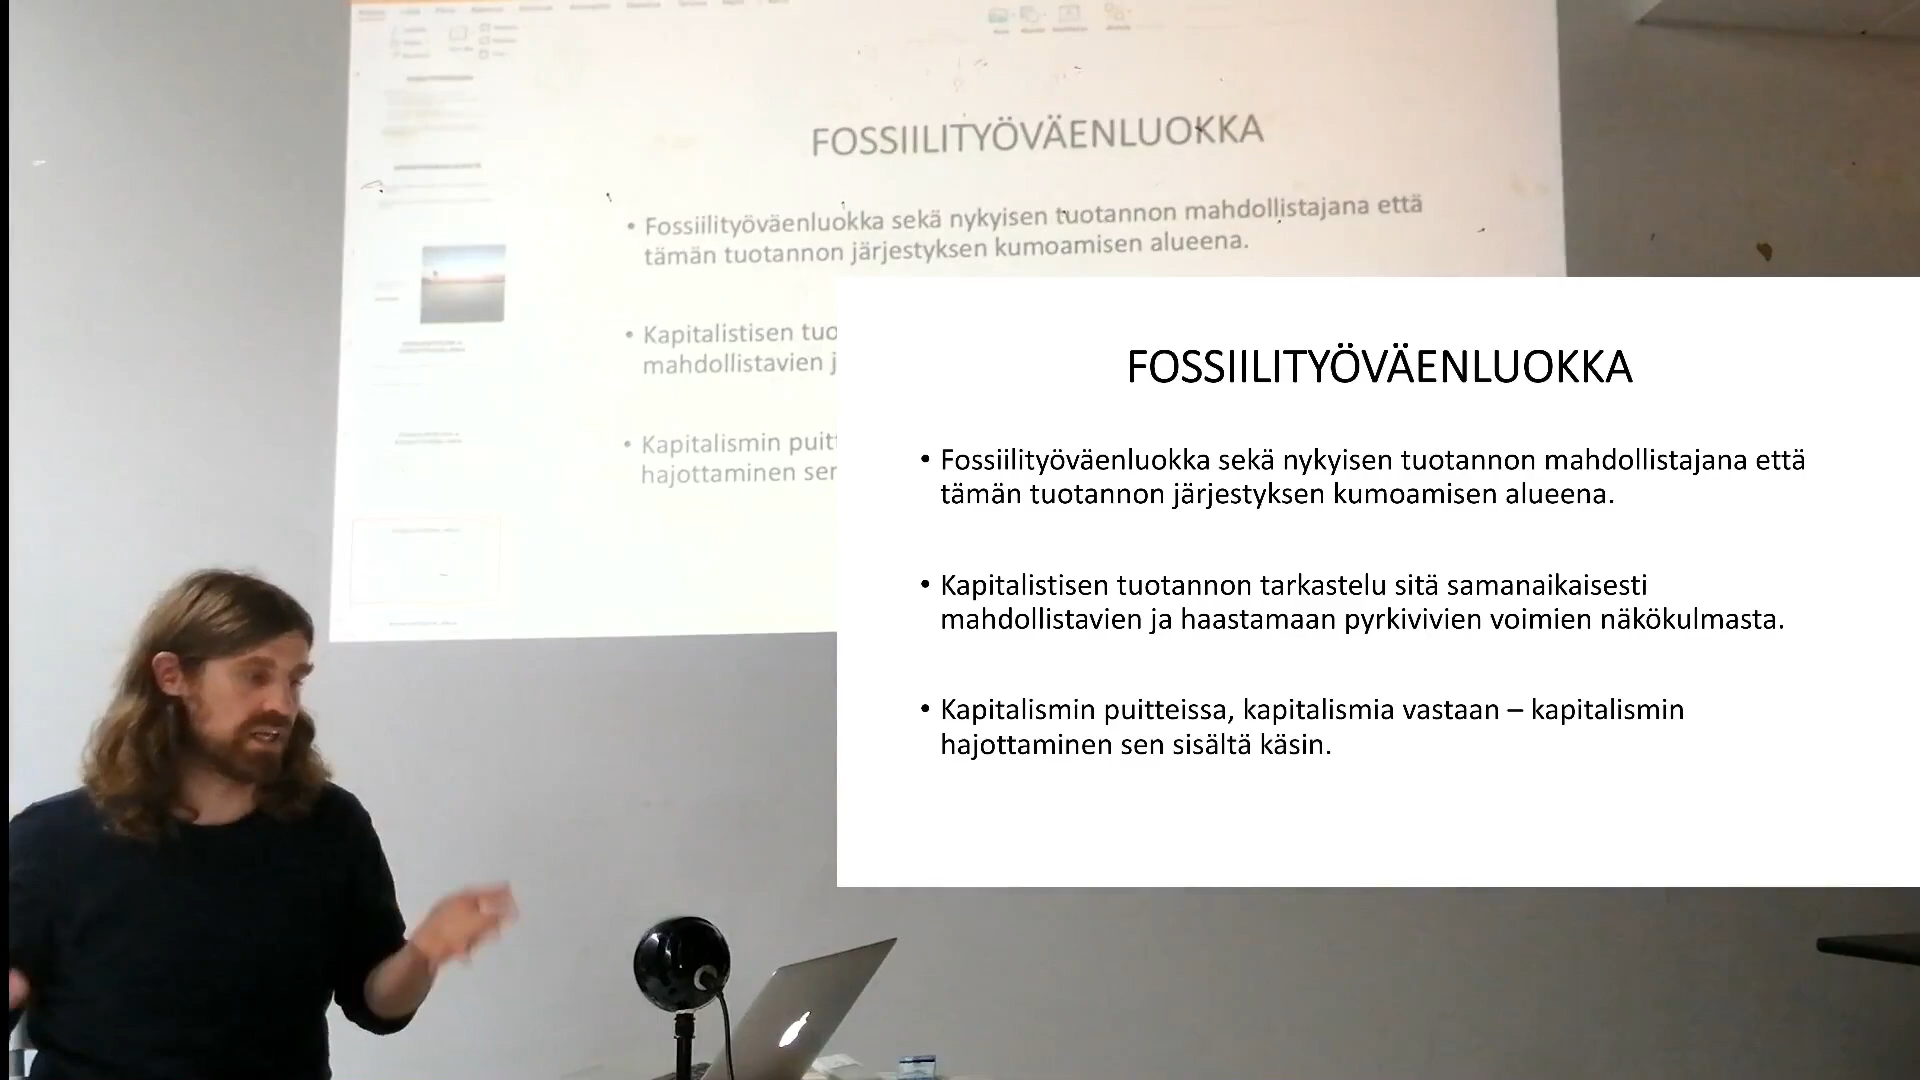 FOSSIILITYÖVÄENLUOKKA
• Fossiilityöväenluokka sekä nykyisen tuotannon mahdollistajana että
tämän tuotannon järjestyksen kumoamisen alueena.
• Kapitalistisen tuo
mahdollistavien j
• Kapitalismin puit
hajottaminen ser
FOSSIILITYÖVÄENLUOKKA
• Fossiilityöväenluokka sekä nykyisen tuotannon mahdollistajana että
tämän tuotannon järjestyksen kumoamisen alueena.
• Kapitalistisen tuotannon tarkastelu sitä samanaikaisesti
mahdollistavien ja haastamaan pyrkivivien voimien näkökulmasta.
• Kapitalismin puitteissa, kapitalismia vastaan – kapitalismin
hajottaminen sen sisältä käsin.